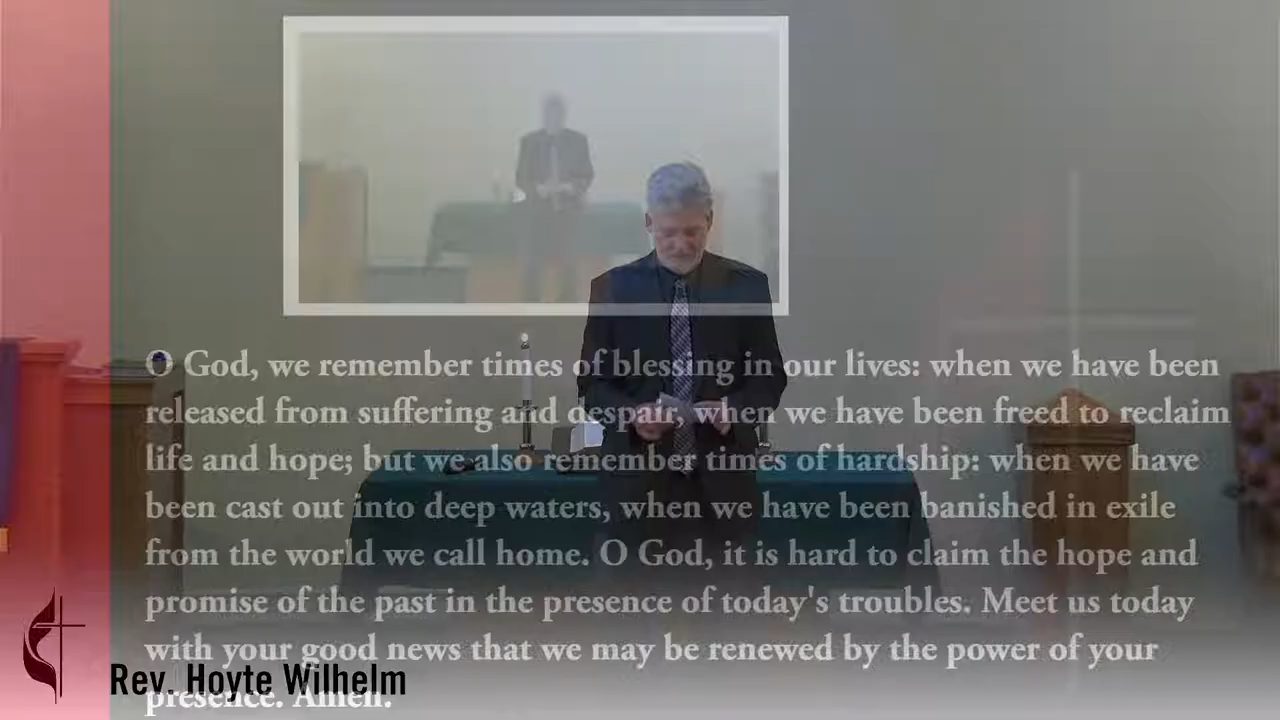 O God, we remember times of blessing in our lives: when we have been
released from suffering and despair, when we have been freed to reclaim
life and hope; but we also remember times of hardship: when we have
been cast out into deep waters, when we have been banished in exile
from the world we call home. O God, it is hard to claim the hope and
promise of the past in the presence of today's troubles. Meet us today
with your good news that we may be renewed by the power of your
presence. Amen.
Rev. Hoyte Wilhelm